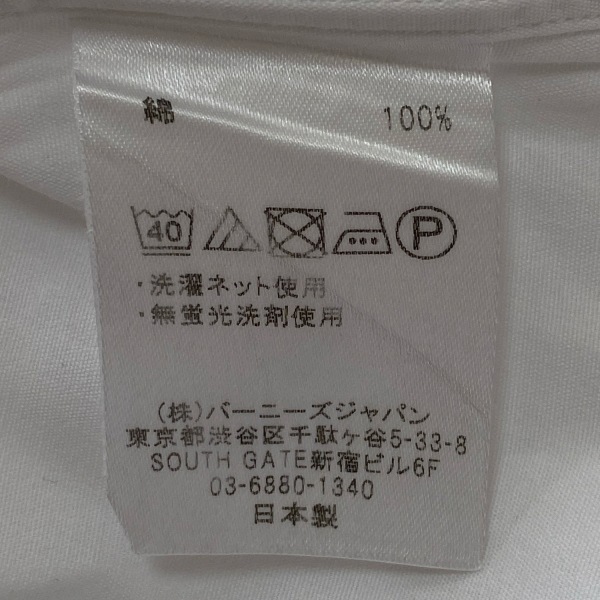 綿 100%
40 P
・洗濯ネット使用
・無蛍光洗剤使用
(株)バーニーズジャパン
東京都渋谷区千駄ヶ谷5-33-8
SOUTH GATE新宿ビル6F
03-6880-1340
日本製